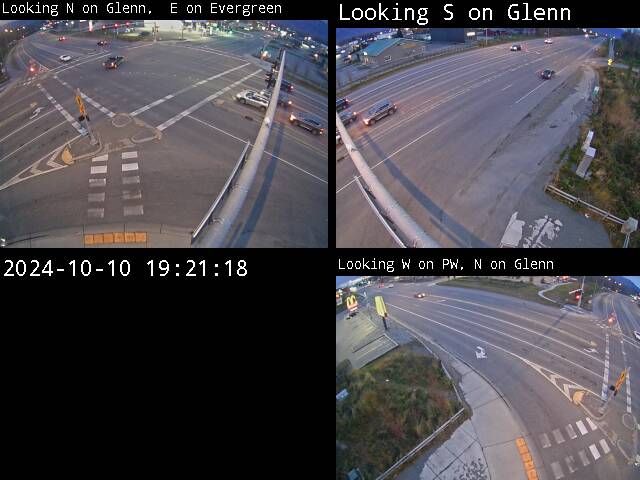 Looking N on Glenn,  E on Evergreen
Looking S on Glenn
2024-10-10 19:21:18
Looking W on PW, N on Glenn